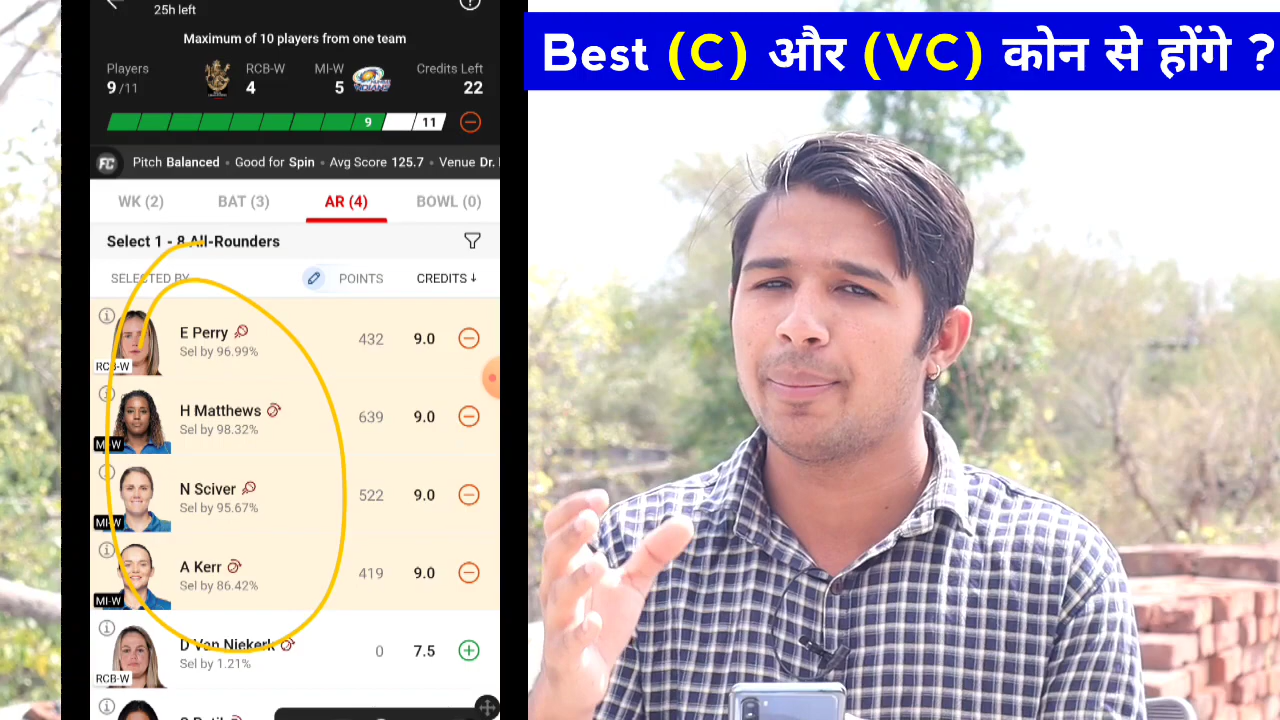 25h left
Best (C) और (VC) कोन से होंगे ?
Maximum of 10 players from one team
Players RCB-W MI-W Credits Left
9/11 4 5 22
9 11
FC Pitch Balanced • Good for Spin • Avg Score 125.7 • Venue Dr.
WK (2) BAT (3) AR (4) BOWL (0)
Select 1 - 8 All-Rounders
SELECTED BY POINTS CREDITS ↓
E Perry 432 9.0
Sel by 96.99%
RCB-W
H Matthews 639 9.0
Sel by 98.32%
MI-W
N Sciver 522 9.0
Sel by 95.67%
MI-W
A Kerr 419 9.0
Sel by 86.42%
MI-W
D Van Niekerk 0 7.5
Sel by 1.21%
RCB-W